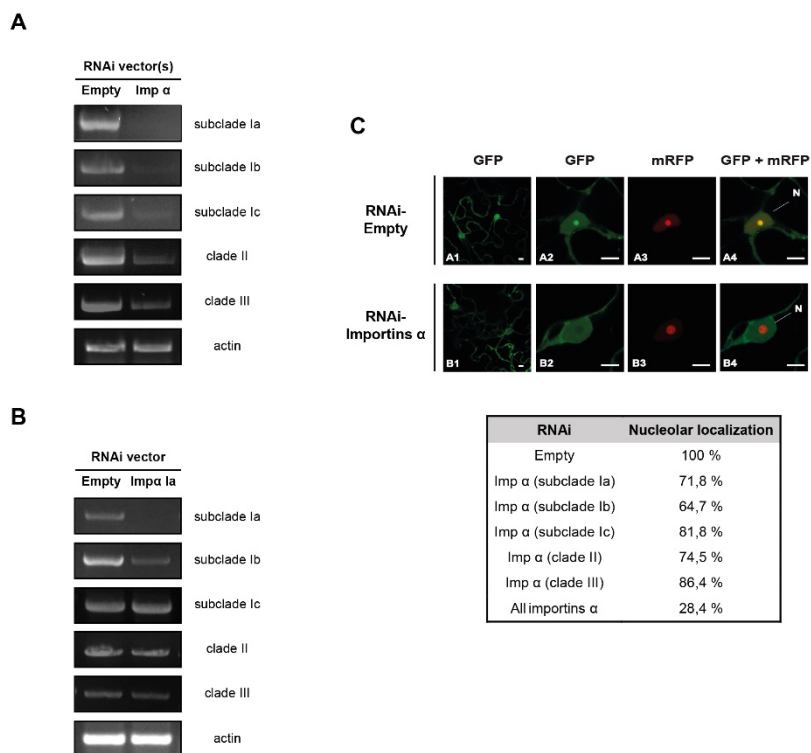 A
RNAi vector(s)
Empty Imp α
subclade Ia
subclade Ib
subclade Ic
clade II
clade III
actin
B
RNAi vector
Empty Impα Ia
subclade Ia
subclade Ib
subclade Ic
clade II
clade III
actin
C
GFP GFP mRFP GFP + mRFP
RNAi-
Empty
N
A1 A2 A3 A4
RNAi-
Importins α
N
B1 B2 B3 B4
RNAi Nucleolar localization
Empty 100 %
Imp α (subclade Ia) 71,8 %
Imp α (subclade Ib) 64,7 %
Imp α (subclade Ic) 81,8 %
Imp α (clade II) 74,5 %
Imp α (clade III) 86,4 %
All importins α 28,4 %